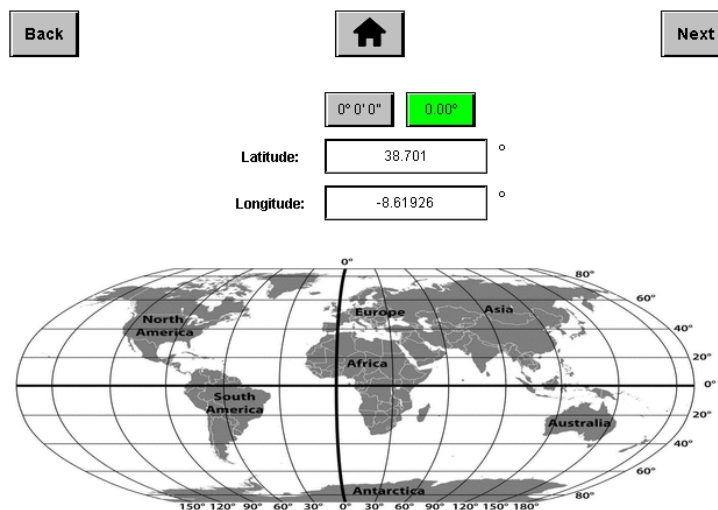 Back
Next
0° 0' 0"
0.00°
Latitude:
38.701
°
Longitude:
-8.61926
°
0°
80°
60°
North America
Europe
Asia
40°
20°
Africa
0°
South America
20°
Australia
40°
60°
Antarctica
80°
150° 120° 90° 60° 30° 0° 30° 60° 90° 120° 150° 180°